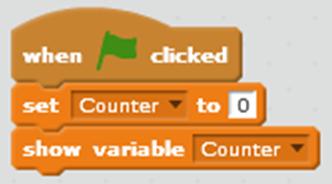 when clicked
set Counter to 0
show variable Counter